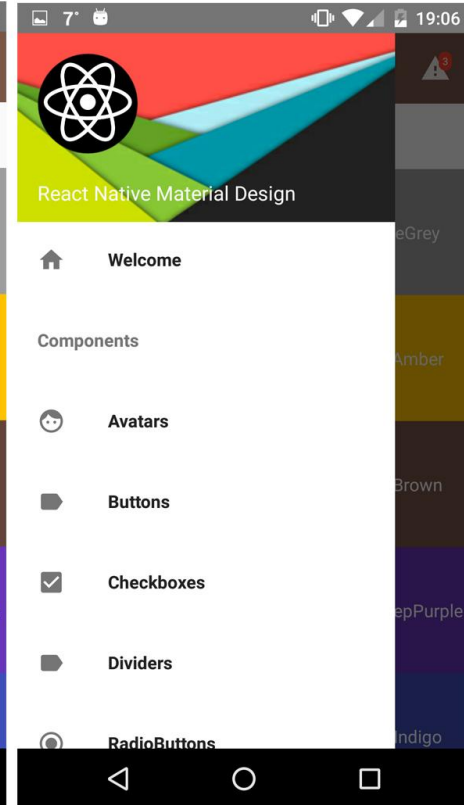 7°
19:06
3
React Native Material Design
eGrey
Welcome
Components
Amber
Avatars
Brown
Buttons
Checkboxes
epPurple
Dividers
Indigo
RadioButtons